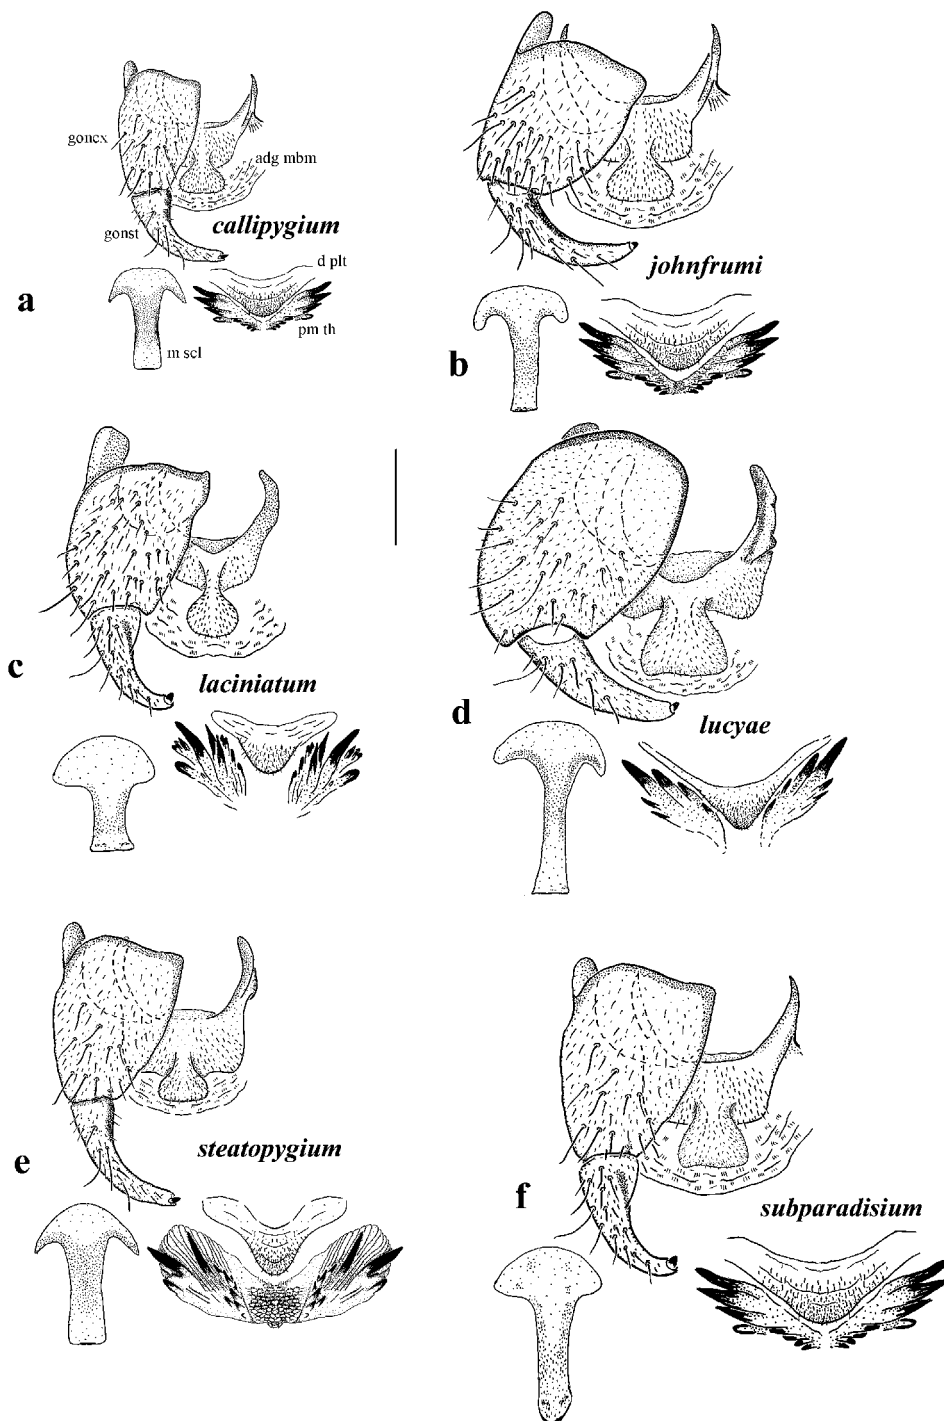 goncx
adg mbm
gonst
callipygium
d plt
a
pm th
m scl
johnfrumi
b
c
laciniatum
d
lucyae
e
steatopygium
f
subparadisium